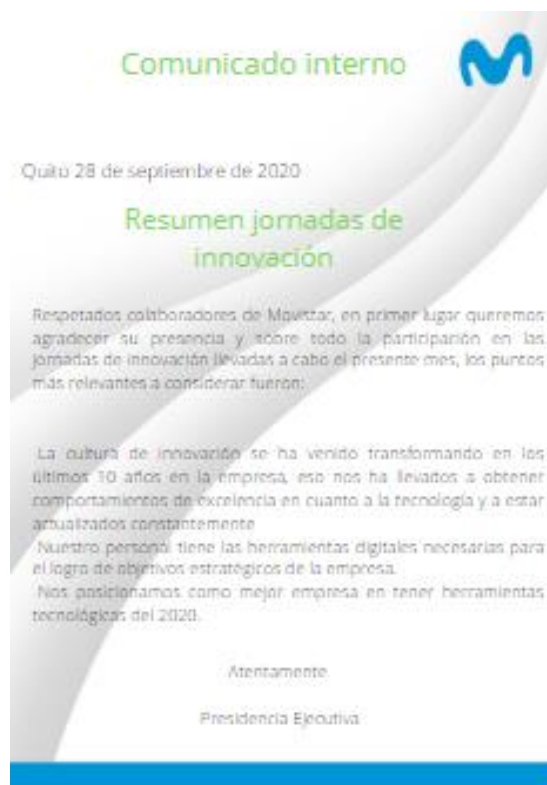 Comunicado interno
Quito 28 de septiembre de 2020
Resumen jornadas de
innovación
Respetados colaboradores de Movistar, en primer lugar queremos
agradecer su presencia y sobre todo la participación en las
jornadas de innovación llevadas a cabo el presente mes, los puntos
más relevantes a considerar fueron:
La cultura de innovación se ha venido transformando en los
últimos 10 años en la empresa, eso nos ha llevados a obtener
comportamientos de excelencia en cuanto a la tecnología y a estar
actualizados constantemente
Nuestro personal tiene las herramientas digitales necesarias para
el logro de objetivos estratégicos de la empresa.
Nos posicionamos como mejor empresa en tener herramientas
tecnológicas del 2020.
Atentamente
Presidencia Ejecutiva